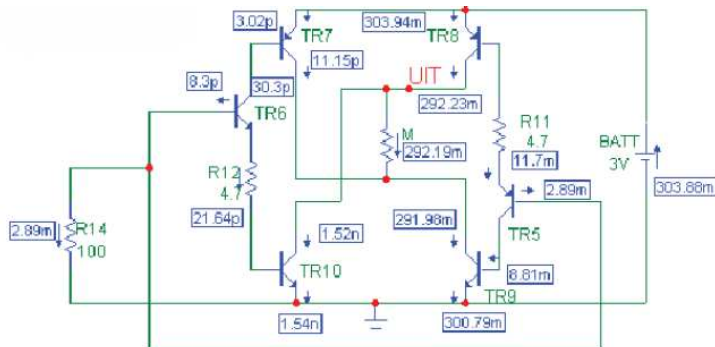 3.02p
TR7
303.94m
TR8
11.15p
UIT
8.3p
30.3p
TR6
292.23m
R11
4.7
M
292.19m
BATT
3V
R12
4.7
11.7m
2.89m
303.88m
21.64p
2.89m
R14
100
1.52n
291.98m
TR5
TR10
8.81m
TR9
1.54n
300.79m